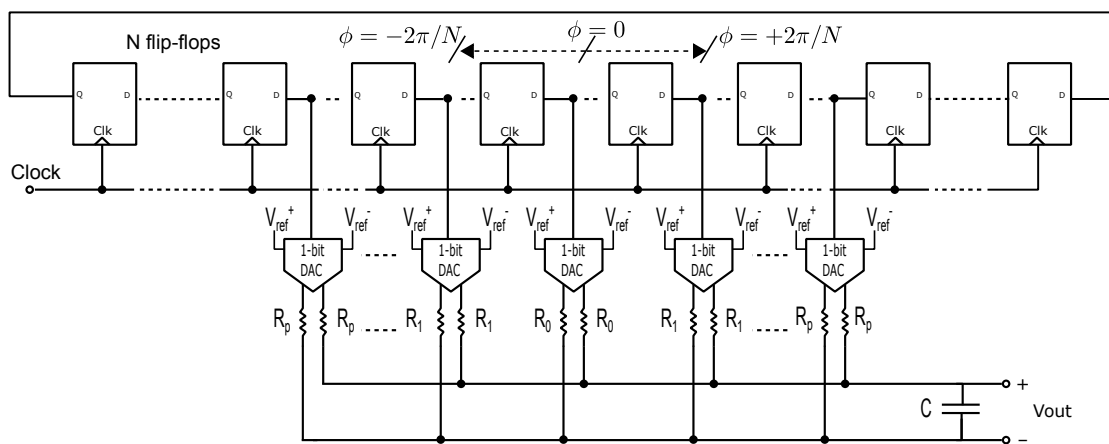 N flip-flops
ϕ = −2π/N
ϕ = 0
ϕ = +2π/N
Q D Q D Q D Q D Q D Q D Q D Q D
Clk Clk Clk Clk Clk Clk Clk Clk
Clock
Vref+ Vref- Vref+ Vref- Vref+ Vref- Vref+ Vref- Vref+ Vref-
1-bit DAC
1-bit DAC
1-bit DAC
1-bit DAC
1-bit DAC
Rp Rp R1 R1 R0 R0 R1 R1 Rp Rp
+
C Vout
−